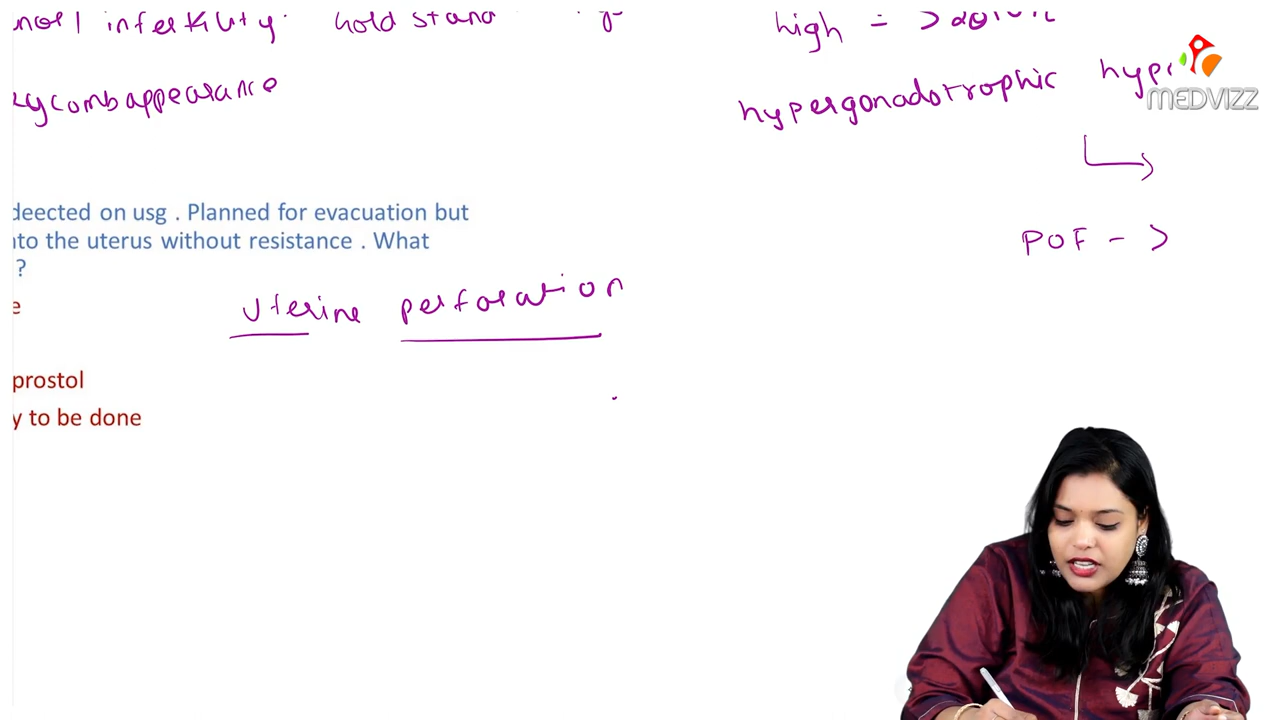 infertility. Gold stand
high = >
appearance
hypergonadotrophic hyp
MEDVIZZ
deected on usg . Planned for evacuation but
nto the uterus without resistance . What
?
POF - >
e
uterine perforation
prostol
y to be done